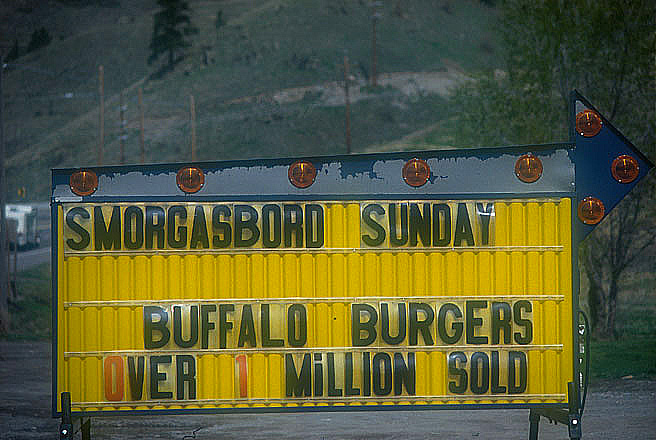 SMORGASBORD SUNDAY
BUFFALO BURGERS
OVER 1 MiLLION SOLD